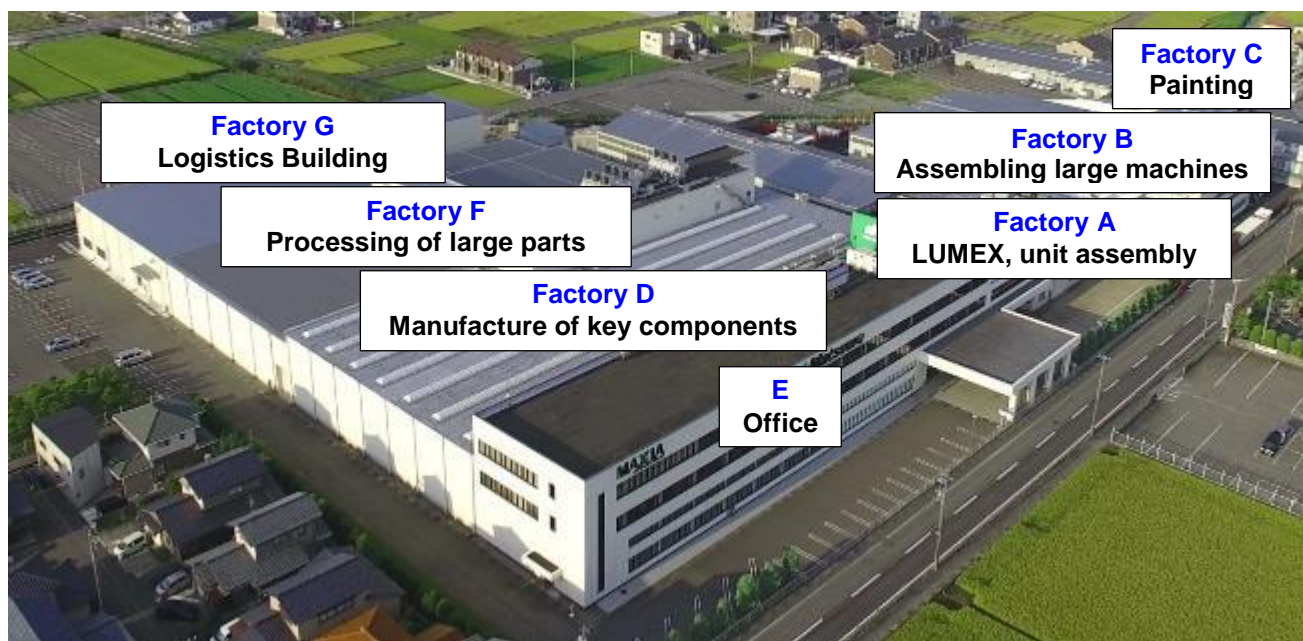 Factory C
Painting
Factory G
Logistics Building
Factory B
Assembling large machines
Factory F
Processing of large parts
Factory A
LUMEX, unit assembly
Factory D
Manufacture of key components
E
Office